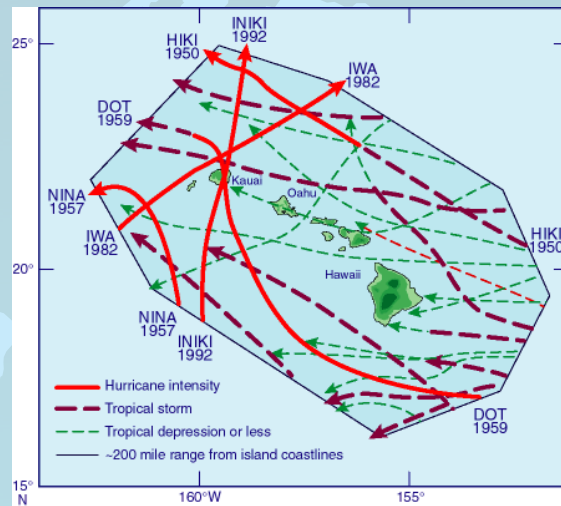 25°
HIKI
1950
INIKI
1992
IWA
1982
DOT
1959
Kauai
Oahu
NINA
1957
IWA
1982
HIKI
1950
20°
Hawaii
NINA
1957
INIKI
1992
Hurricane intensity
Tropical storm
Tropical depression or less
~200 mile range from island coastlines
DOT
1959
15°
N
160°W
155°